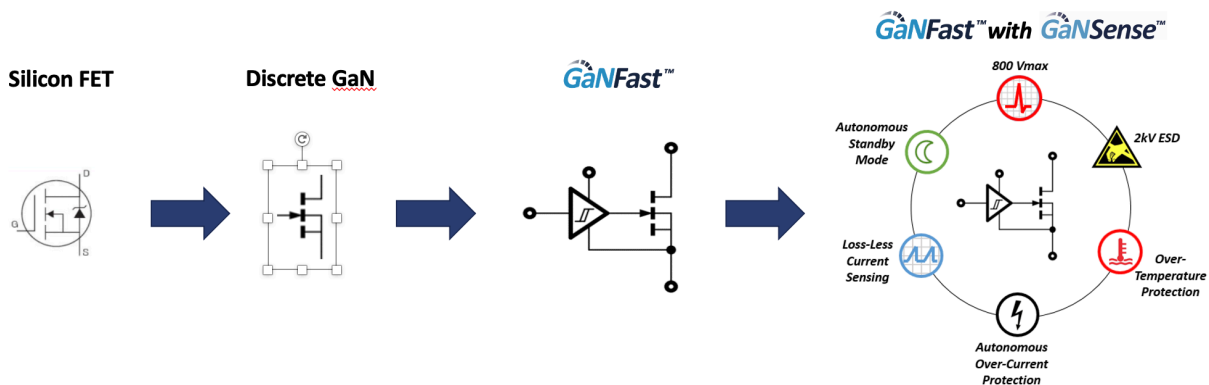 Silicon FET
D
G
S
Discrete GaN
GaNFast™
GaNFast™ with GaNSense™
800 Vmax
2kV ESD
Over-
Temperature
Protection
Autonomous
Over-Current
Protection
Loss-Less
Current
Sensing
Autonomous
Standby
Mode